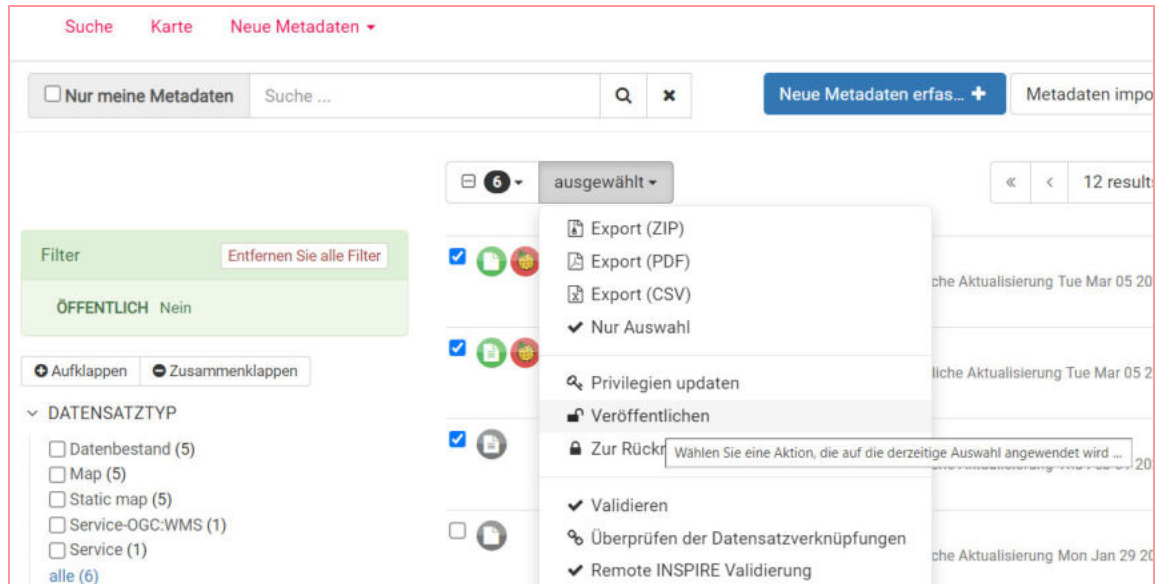 Suche Karte Neue Metadaten
Nur meine Metadaten Suche ... Neue Metadaten erfas... Metadaten impo
6 ausgewählt « < 12 results
Export (ZIP)
Filter Entfernen Sie alle Filter
Export (PDF)
che Aktualisierung Tue Mar 05 20
Export (CSV)
ÖFFENTLICH Nein
Nur Auswahl
Aufklappen Zusammenklappen
liche Aktualisierung Tue Mar 05 2
Privilegien updaten
DATENSATZTYP
Veröffentlichen
Datenbestand (5)
Zur Rückr
Wählen Sie eine Aktion, die auf die derzeitige Auswahl angewendet wird ...
Map (5)
Static map (5)
Validieren
Service-OGC:WMS (1)
Überprüfen der Datensatzverknüpfungen
Service (1)
che Aktualisierung Mon Jan 29 20
alle (6)
Remote INSPIRE Validierung